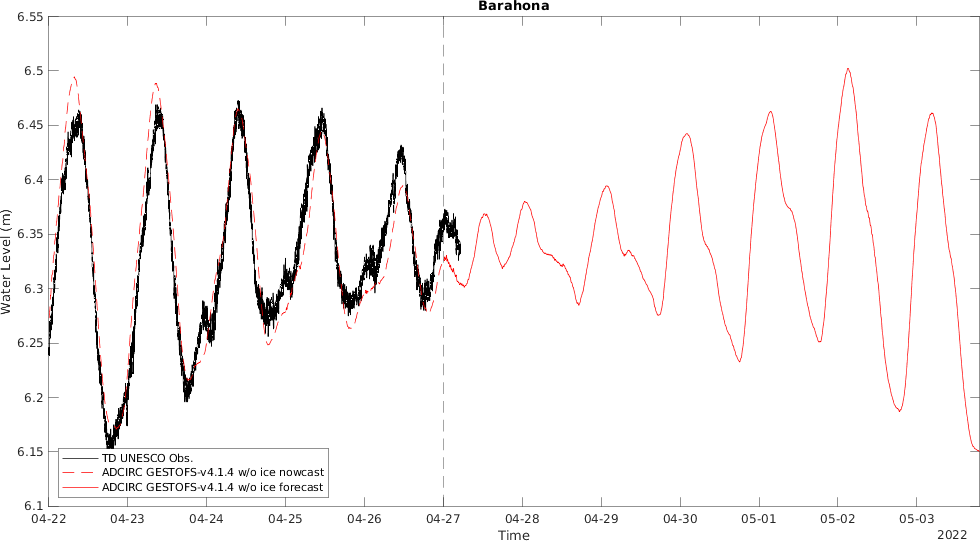 Barahona
6.55
6.5
6.45
6.4
6.35
6.3
6.25
6.2
6.15
6.1
Water Level (m)
TD UNESCO Obs.
ADCIRC GESTOFS-v4.1.4 w/o ice nowcast
ADCIRC GESTOFS-v4.1.4 w/o ice forecast
04-22 04-23 04-24 04-25 04-26 04-27 04-28 04-29 04-30 05-01 05-02 05-03
Time
2022